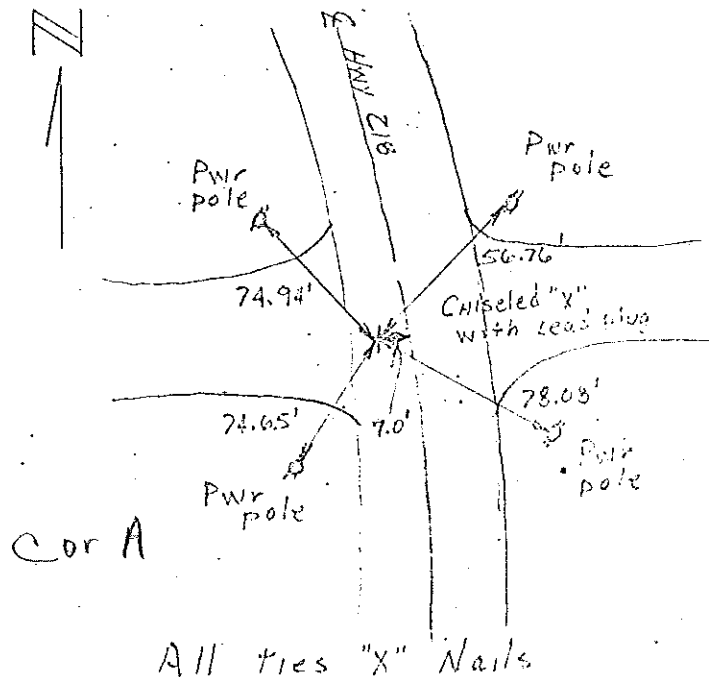 N
℄ HWY 218
Pwr
pole
Pwr
pole
56.76'
74.94'
Chiseled "X"
with Lead plug
74.65'
7.0'
78.03'
Pwr
pole
Pwr
pole
Cor A
All ties "X" Nails